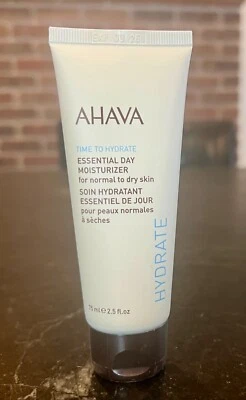 AHAVA
TIME TO HYDRATE
ESSENTIAL DAY
MOISTURIZER
for normal to dry skin
SOIN HYDRATANT
ESSENTIEL DE JOUR
pour peaux normales
à sèches
75 ml ℮ 2.5 fl.oz
HYDRATE